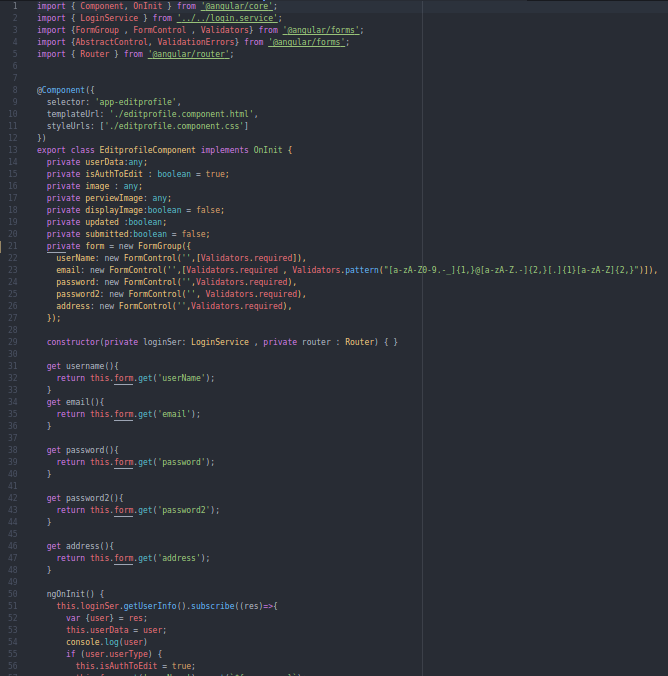 1 import { Component, OnInit } from '@angular/core';
2 import { LoginService } from '../../login.service';
3 import {FormGroup , FormControl , Validators} from '@angular/forms';
4 import {AbstractControl, ValidationErrors} from '@angular/forms';
5 import { Router } from '@angular/router';
6
7
8 @Component({
9 selector: 'app-editprofile',
10 templateUrl: './editprofile.component.html',
11 styleUrls: ['./editprofile.component.css']
12 })
13 export class EditprofileComponent implements OnInit {
14 private userData:any;
15 private isAuthToEdit : boolean = true;
16 private image : any;
17 private perviewImage: any;
18 private displayImage:boolean = false;
19 private updated :boolean;
20 private submitted:boolean = false;
21 private form = new FormGroup({
22 userName: new FormControl('',[Validators.required]),
23 email: new FormControl('',[Validators.required , Validators.pattern("[a-zA-Z0-9.-_]{1,}@[a-zA-Z.-]{2,}[.]{1}[a-zA-Z]{2,}")]),
24 password: new FormControl('',Validators.required),
25 password2: new FormControl('', Validators.required),
26 address: new FormControl('',Validators.required),
27 });
28
29 constructor(private loginSer: LoginService , private router : Router) { }
30
31 get username(){
32 return this.form.get('userName');
33 }
34 get email(){
35 return this.form.get('email');
36 }
37
38 get password(){
39 return this.form.get('password');
40 }
41
42 get password2(){
43 return this.form.get('password2');
44 }
45
46 get address(){
47 return this.form.get('address');
48 }
49
50 ngOnInit() {
51 this.loginSer.getUserInfo().subscribe((res)=>{
52 var {user} = res;
53 this.userData = user;
54 console.log(user)
55 if (user.userType) {
56 this.isAuthToEdit = true;